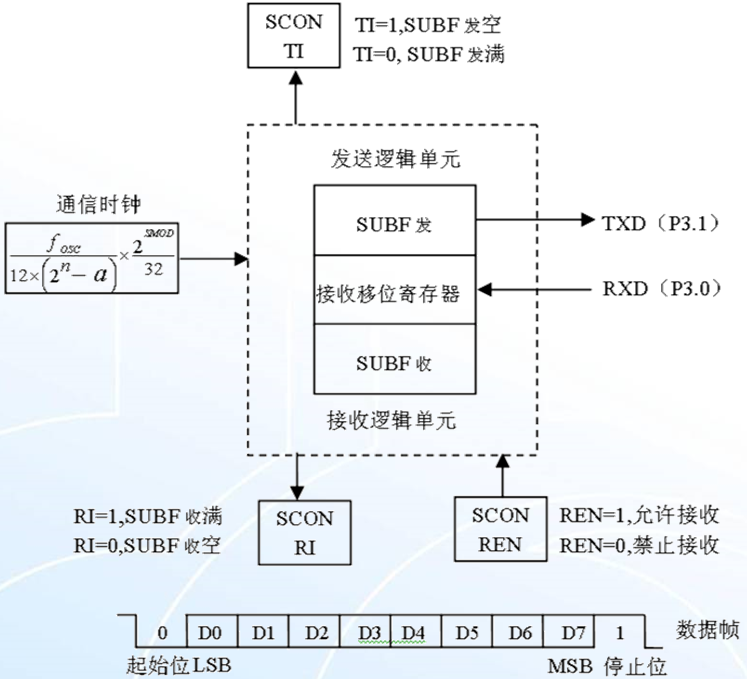 SCON
TI
TI=1,SUBF 发空
TI=0, SUBF 发满
发送逻辑单元
通信时钟
f osc / 12×(2^n − a) × 2^SMOD / 32
SUBF 发
TXD（P3.1）
接收移位寄存器
RXD（P3.0）
SUBF 收
接收逻辑单元
RI=1,SUBF 收满
RI=0,SUBF 收空
SCON
RI
SCON
REN
REN=1,允许接收
REN=0,禁止接收
0 D0 D1 D2 D3 D4 D5 D6 D7 1 数据帧
起始位 LSB MSB 停止位